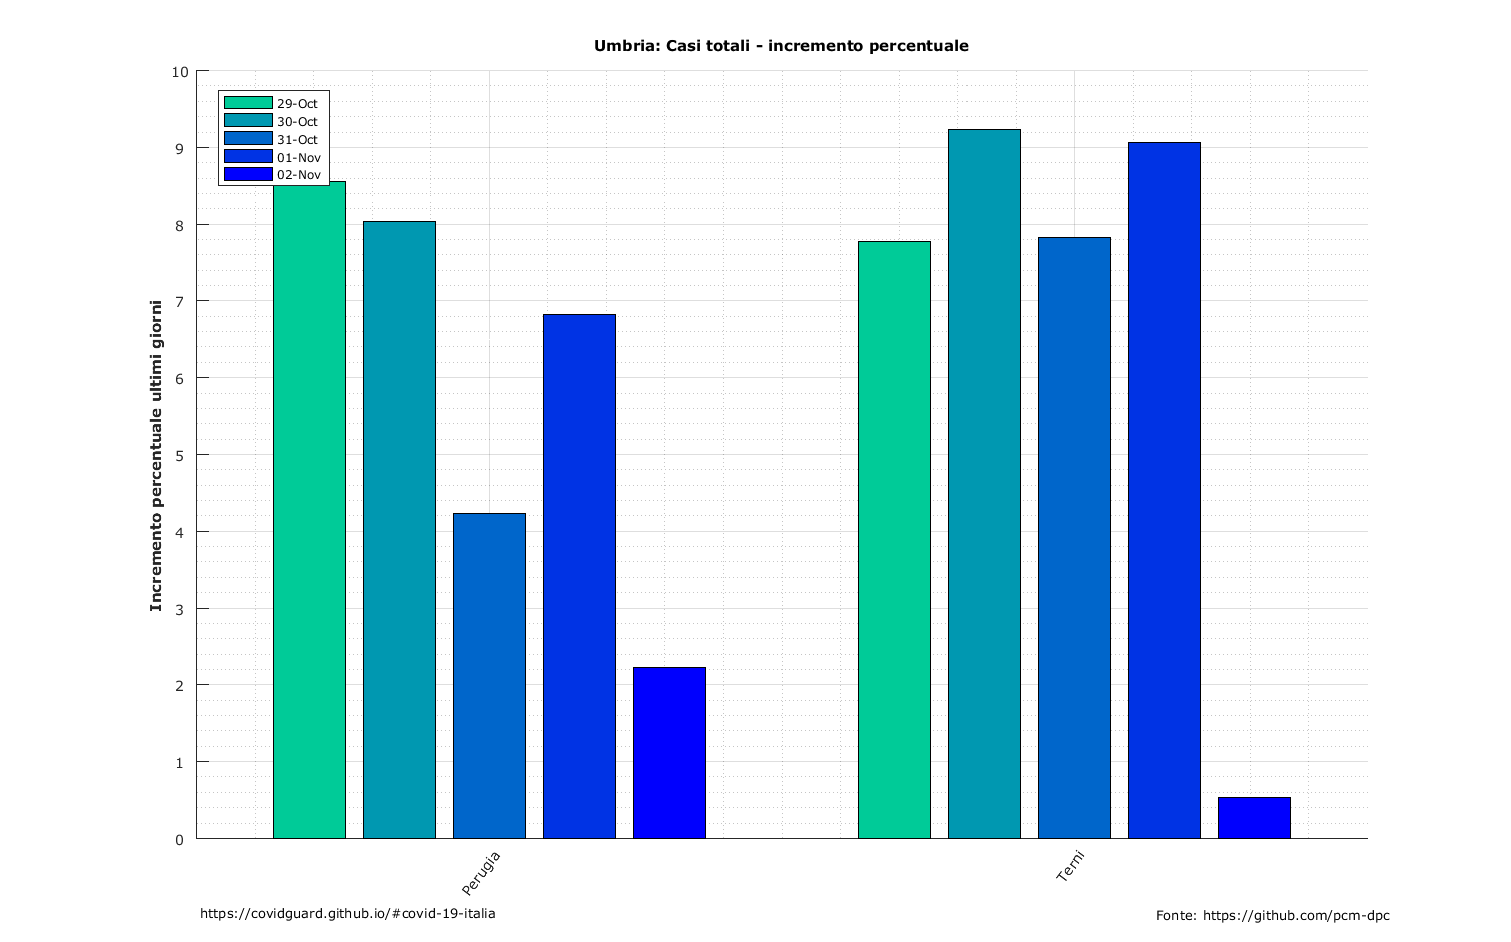 Umbria: Casi totali - incremento percentuale
10
9
8
7
6
5
4
3
2
1
0
Incremento percentuale ultimi giorni
29-Oct
30-Oct
31-Oct
01-Nov
02-Nov
Perugia
Terni
https://covidguard.github.io/#covid-19-italia
Fonte: https://github.com/pcm-dpc